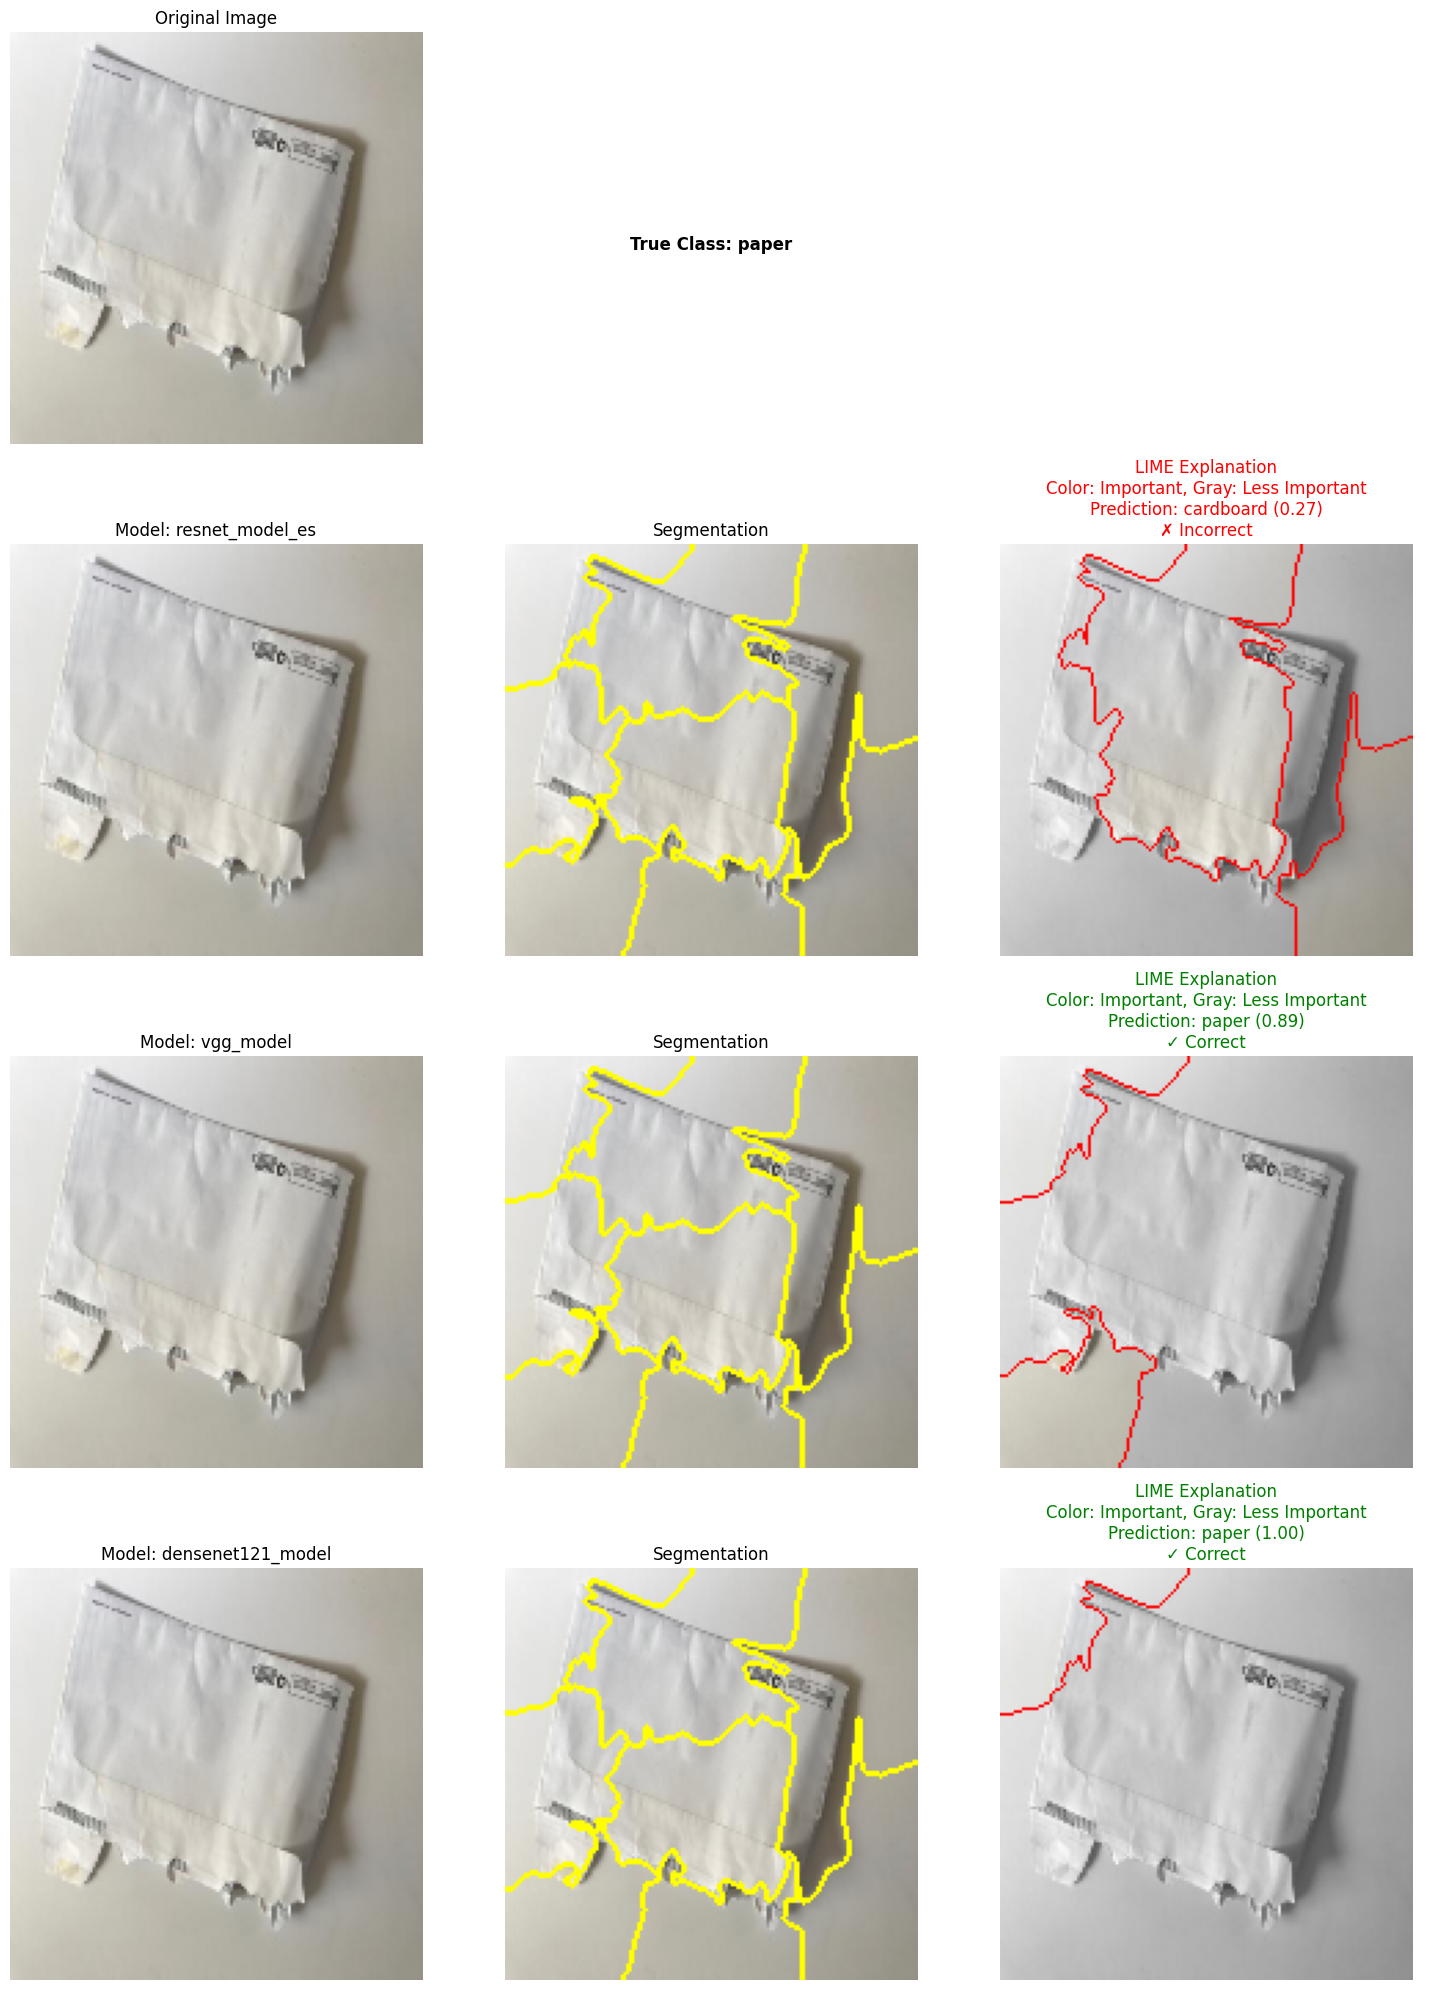 Original Image
True Class: paper
LIME Explanation
Color: Important, Gray: Less Important
Prediction: cardboard (0.27)
✗ Incorrect
Model: resnet_model_es
Segmentation
LIME Explanation
Color: Important, Gray: Less Important
Prediction: paper (0.89)
✓ Correct
Model: vgg_model
Segmentation
LIME Explanation
Color: Important, Gray: Less Important
Prediction: paper (1.00)
✓ Correct
Model: densenet121_model
Segmentation